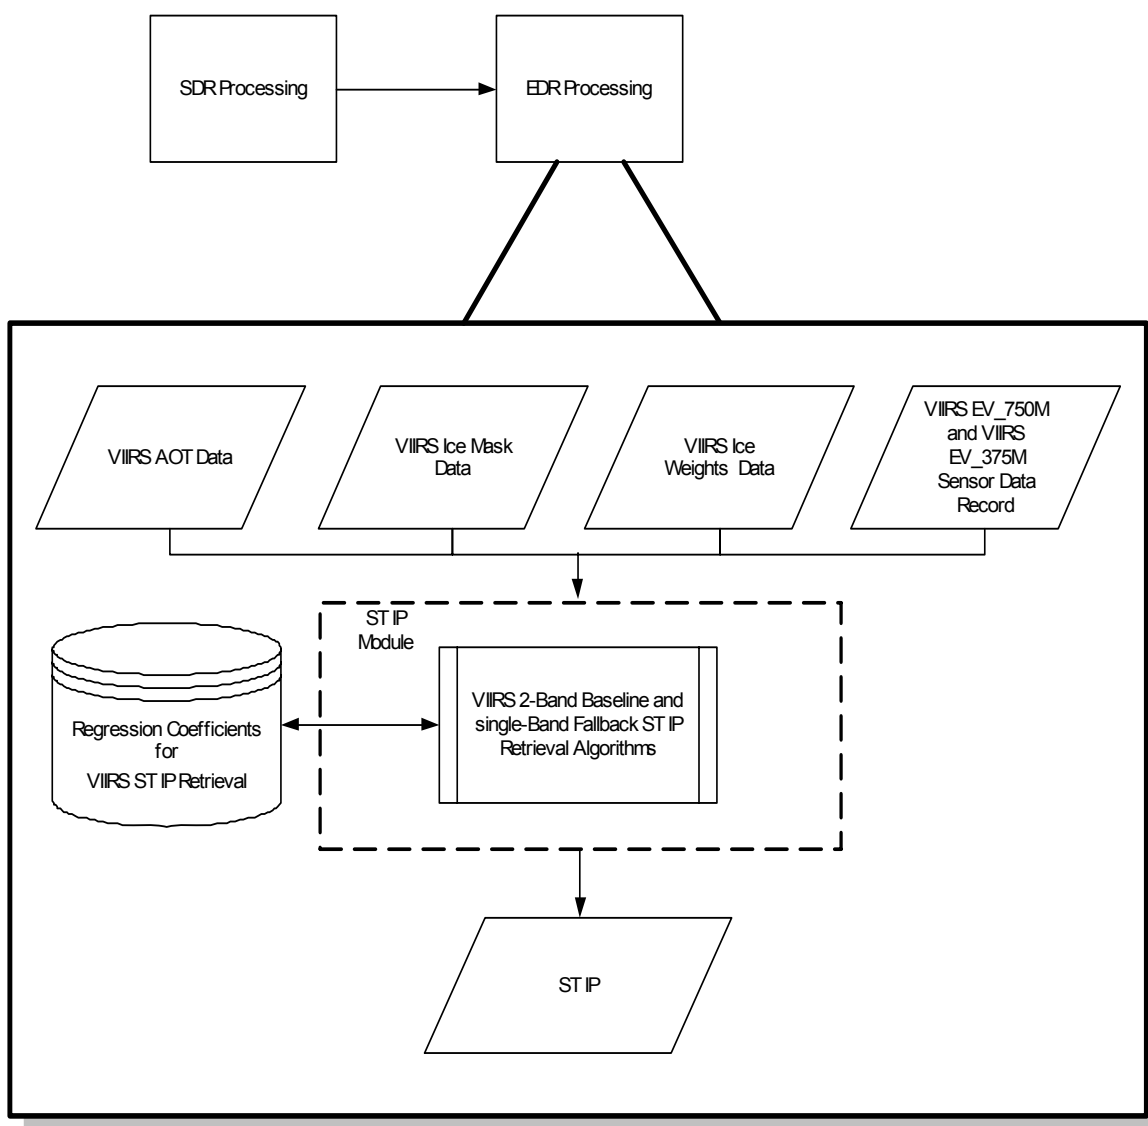 SDR Processing
EDR Processing
VIIRS AOT Data
VIIRS Ice Mask
Data
VIIRS Ice
Weights Data
VIIRS EV_750M
and VIIRS
EV_375M
Sensor Data
Record
ST IP
Module
Regression Coefficients
for
VIIRS ST IP Retrieval
VIIRS 2-Band Baseline and
single-Band Fallback ST IP
Retrieval Algorithms
ST IP